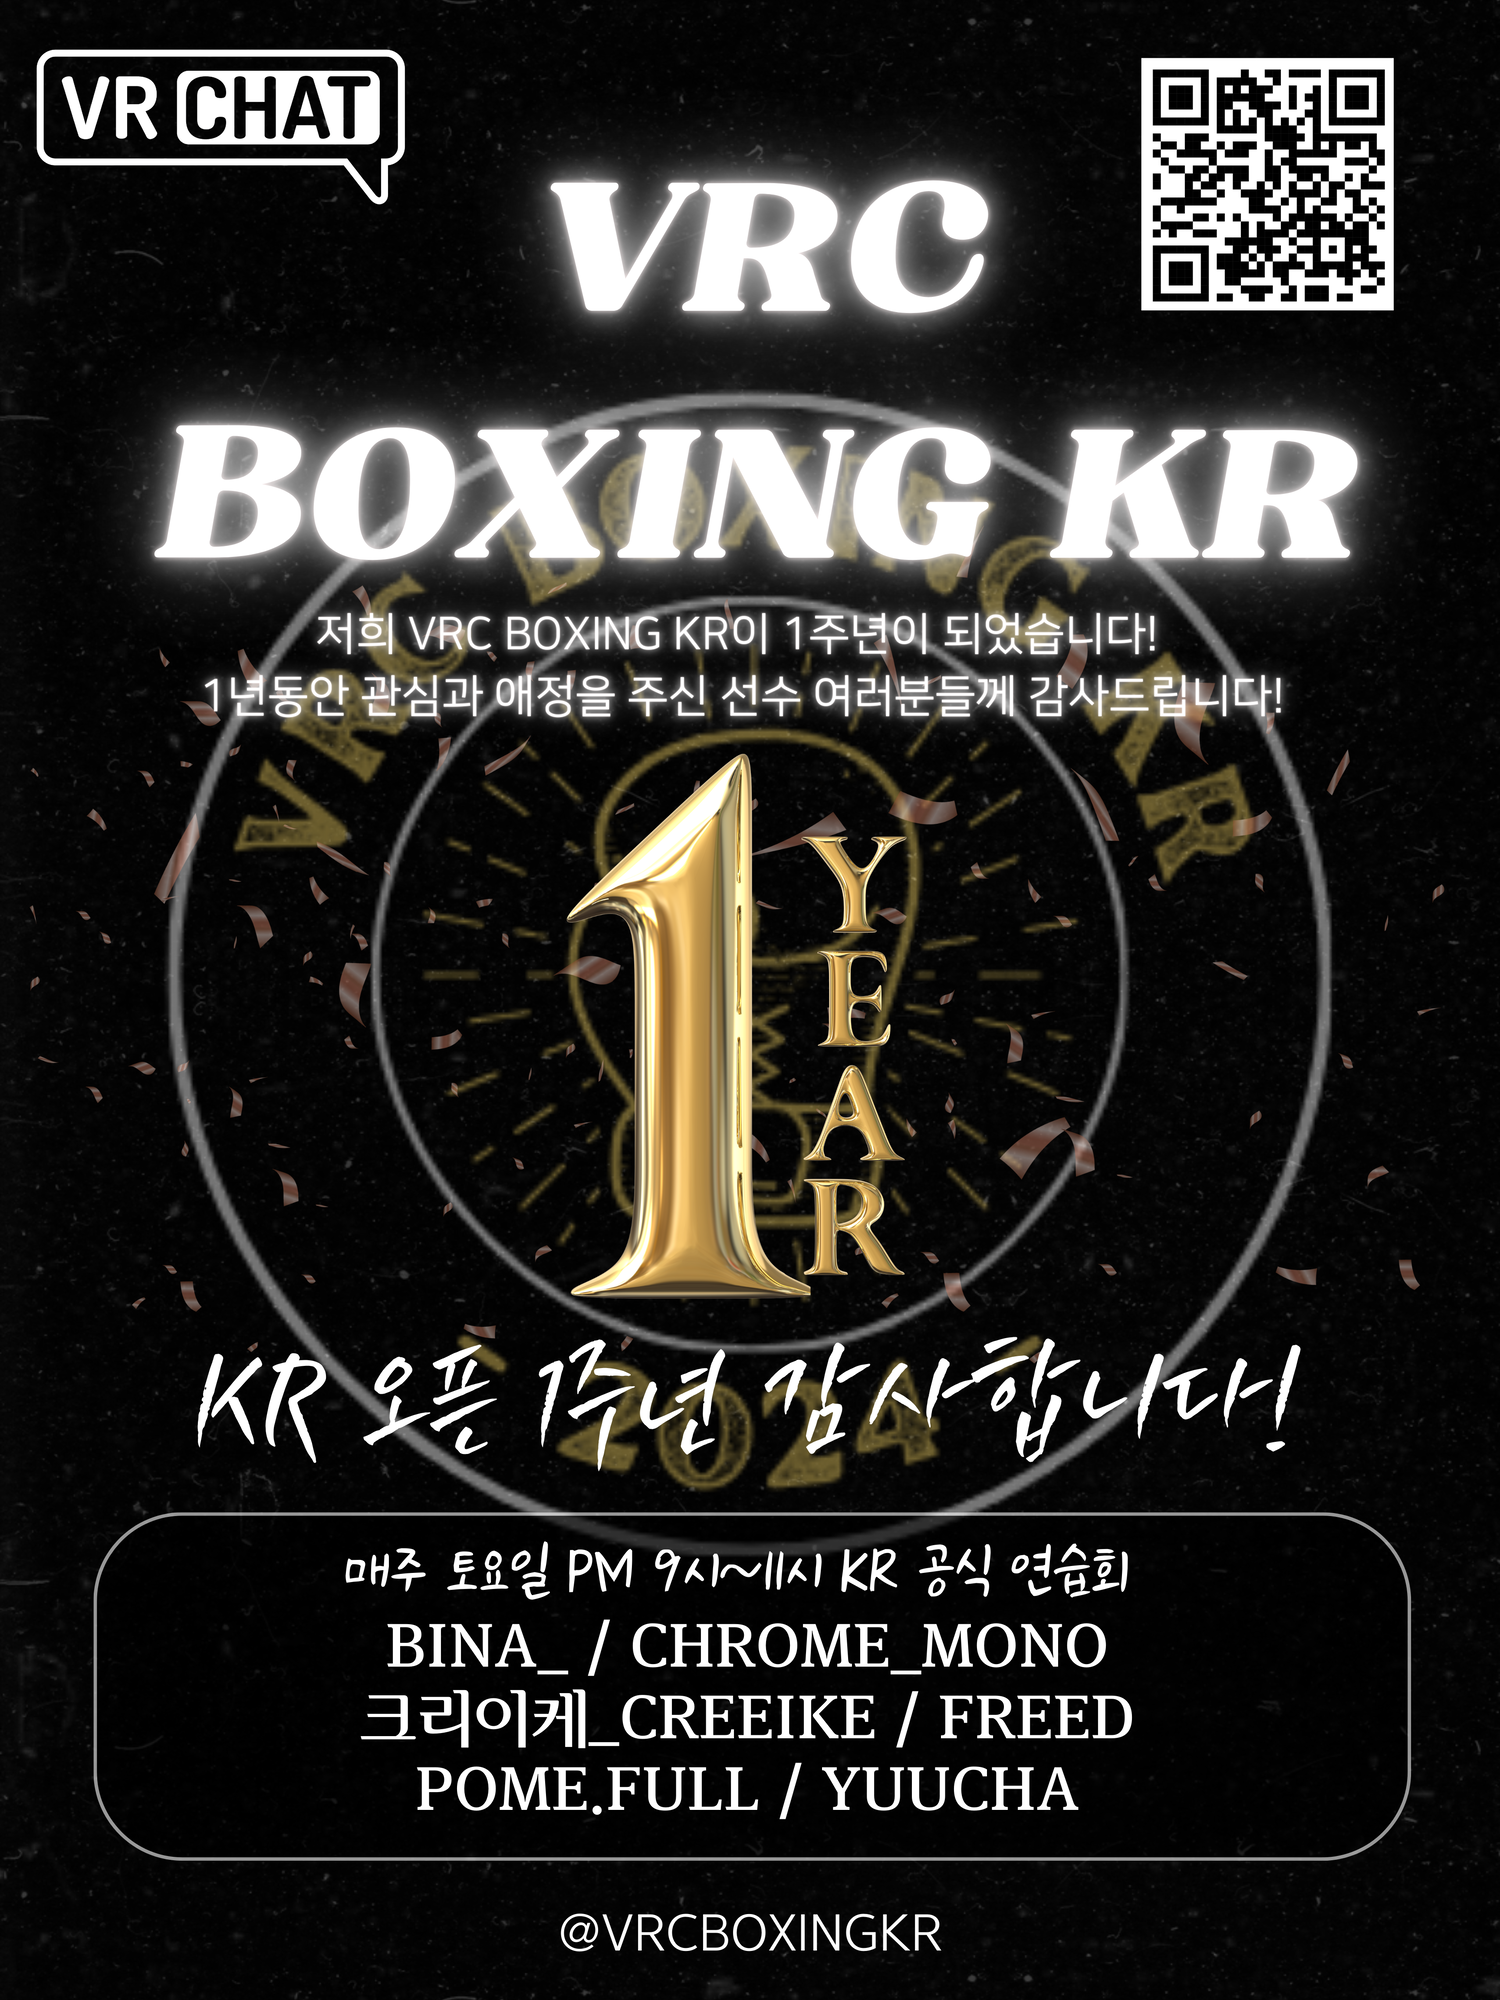 VR CHAT
VRC
BOXING KR
VRC BOXING KR
저희 VRC BOXING KR이 1주년이 되었습니다!
1년동안 관심과 애정을 주신 선수 여러분들께 감사드립니다!
1
YEAR
KR 오픈 1주년 감사합니다!
2024
매주 토요일 PM 9시~11시 KR 공식 연습회
BINA_ / CHROME_MONO
크리이케_CREEIKE / FREED
POME.FULL / YUUCHA
@VRCBOXINGKR